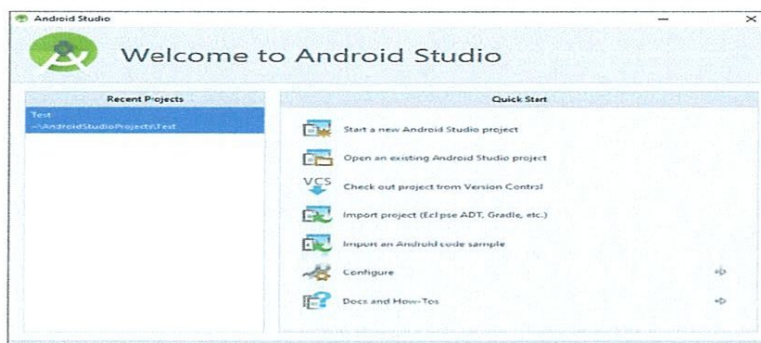 Android Studio
Welcome to Android Studio
Recent Projects
Test
~\AndroidStudioProjects\Test
Quick Start
Start a new Android Studio project
Open an existing Android Studio project
VCS
Check out project from Version Control
Import project (Eclipse ADT, Gradle, etc.)
Import an Android code sample
Configure
Docs and How-Tos